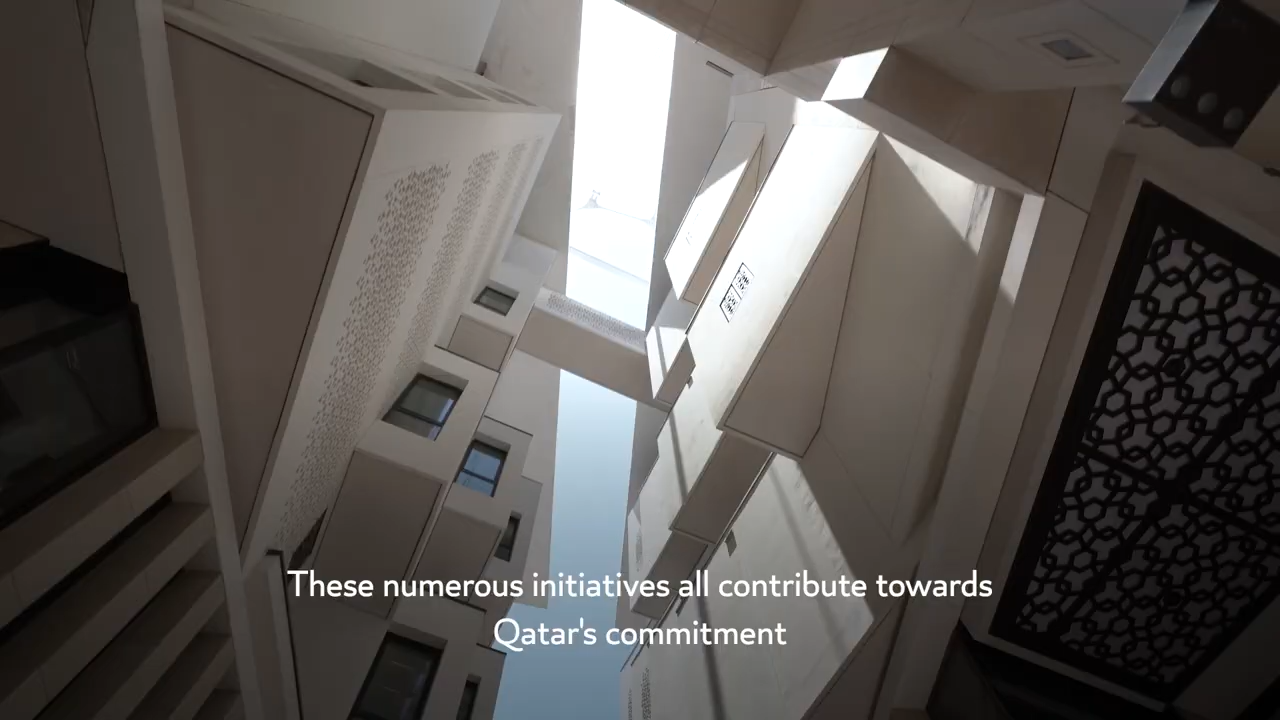 These numerous initiatives all contribute towards
Qatar's commitment